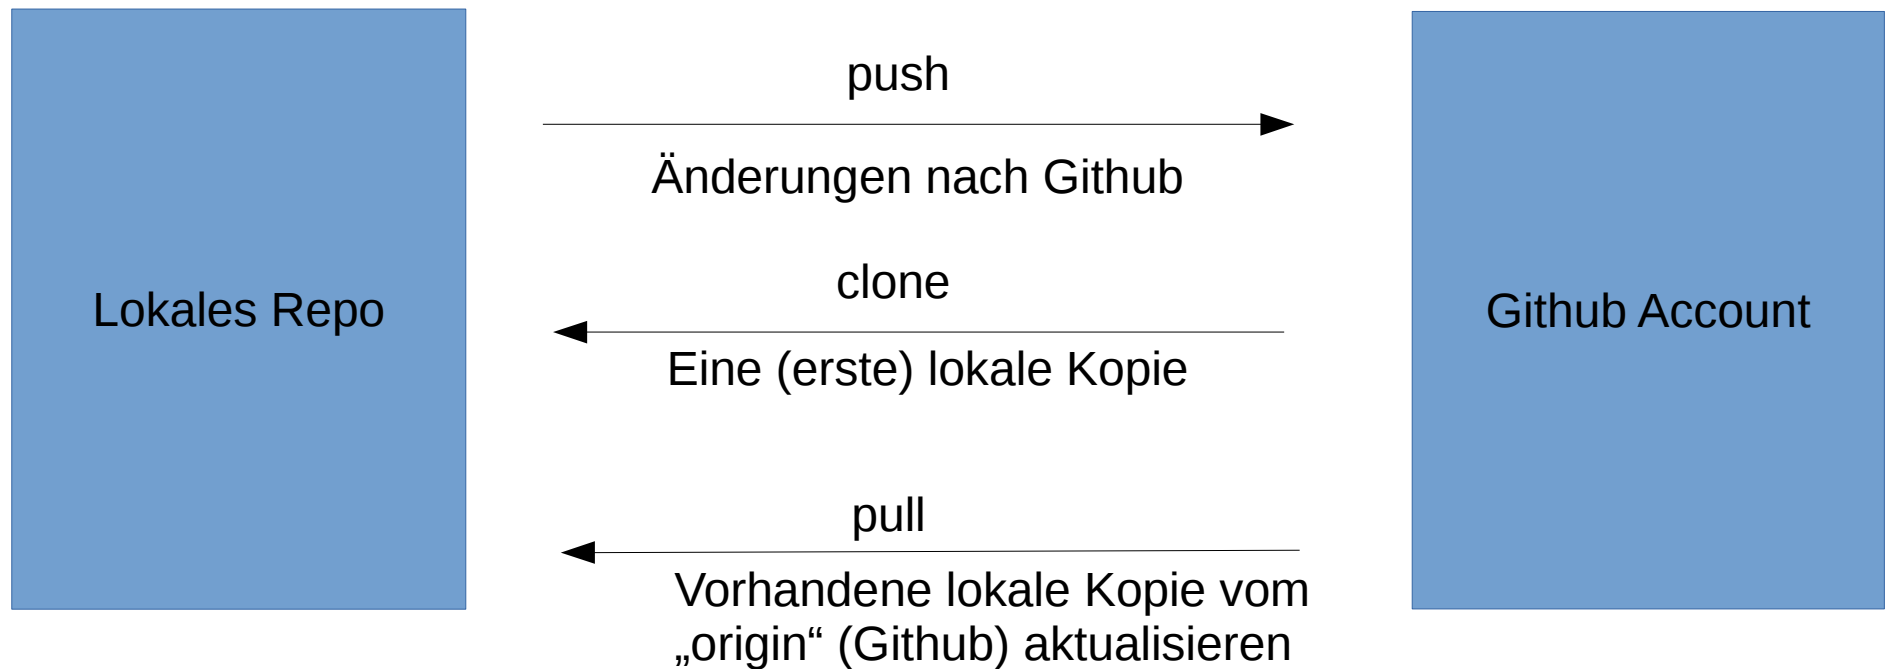 push
Änderungen nach Github
clone
Lokales Repo
Github Account
Eine (erste) lokale Kopie
pull
Vorhandene lokale Kopie vom
„origin“ (Github) aktualisieren